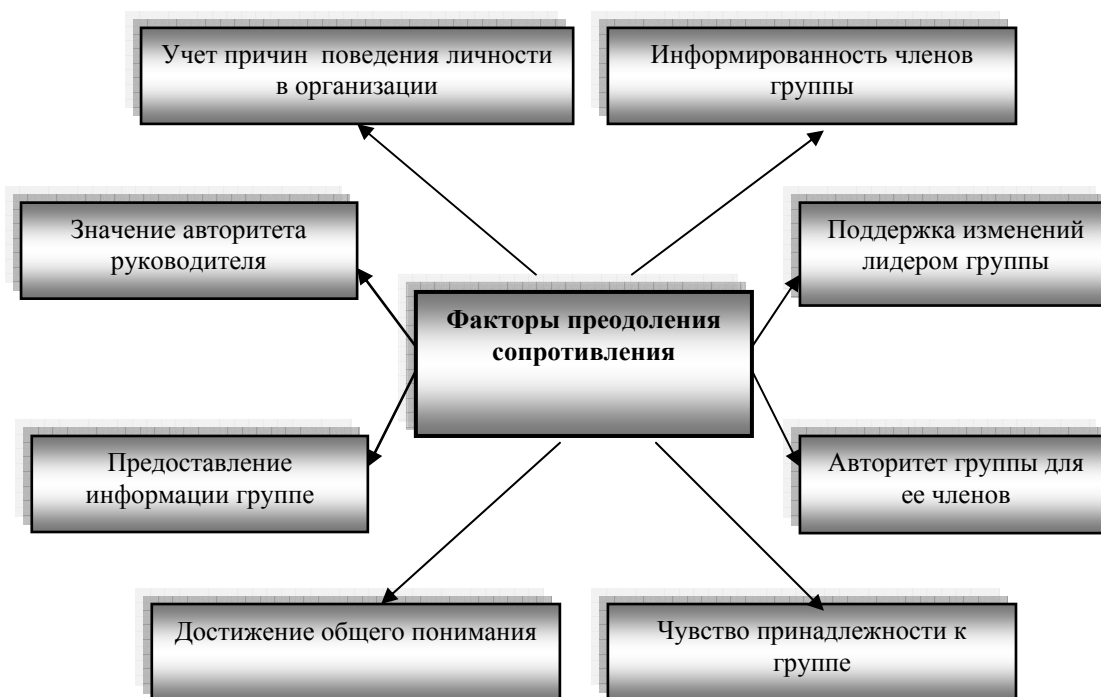 Учет причин поведения личности
в организации
Информированность членов
группы
Значение авторитета
руководителя
Поддержка изменений
лидером группы
Факторы преодоления
сопротивления
Предоставление
информации группе
Авторитет группы для
ее членов
Достижение общего понимания
Чувство принадлежности к
группе